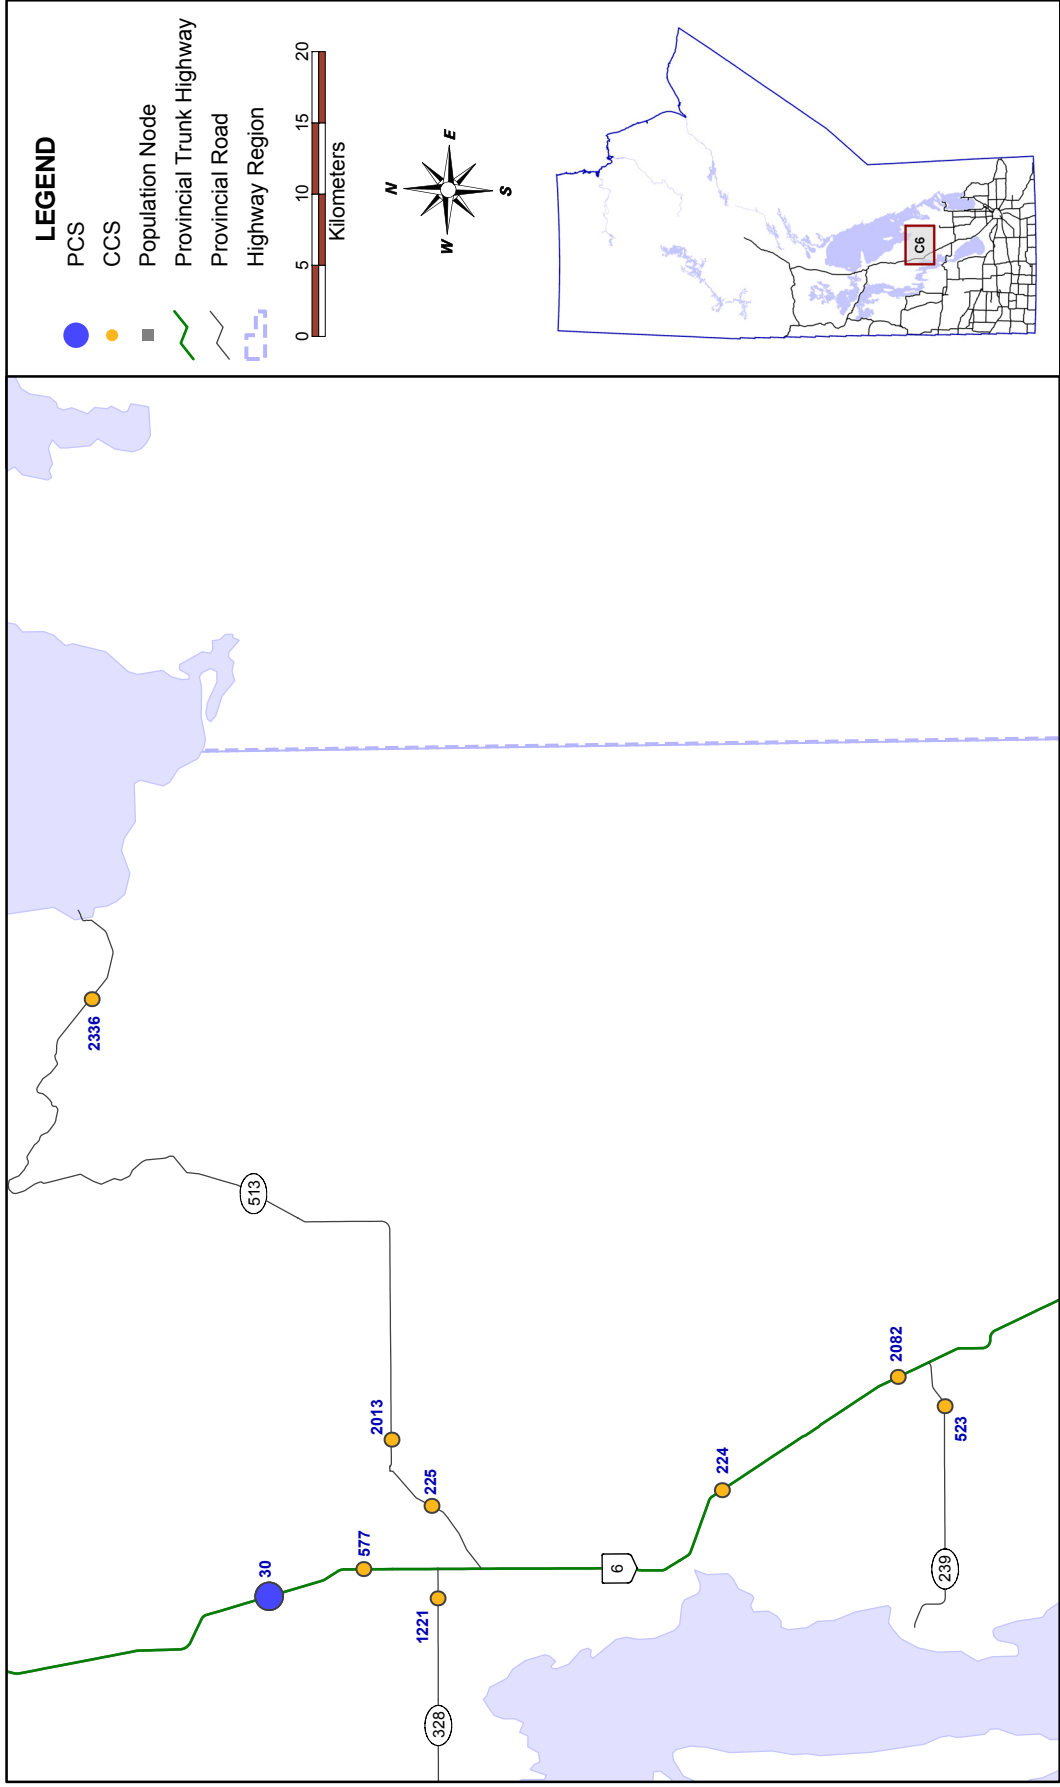 LEGEND
PCS
CCS
Population Node
Provincial Trunk Highway
Provincial Road
Highway Region
0 5 10 15 20
Kilometers
N
W E
S
C6
2336
513
2013
225
577
30
1221
328
6
224
2082
523
239